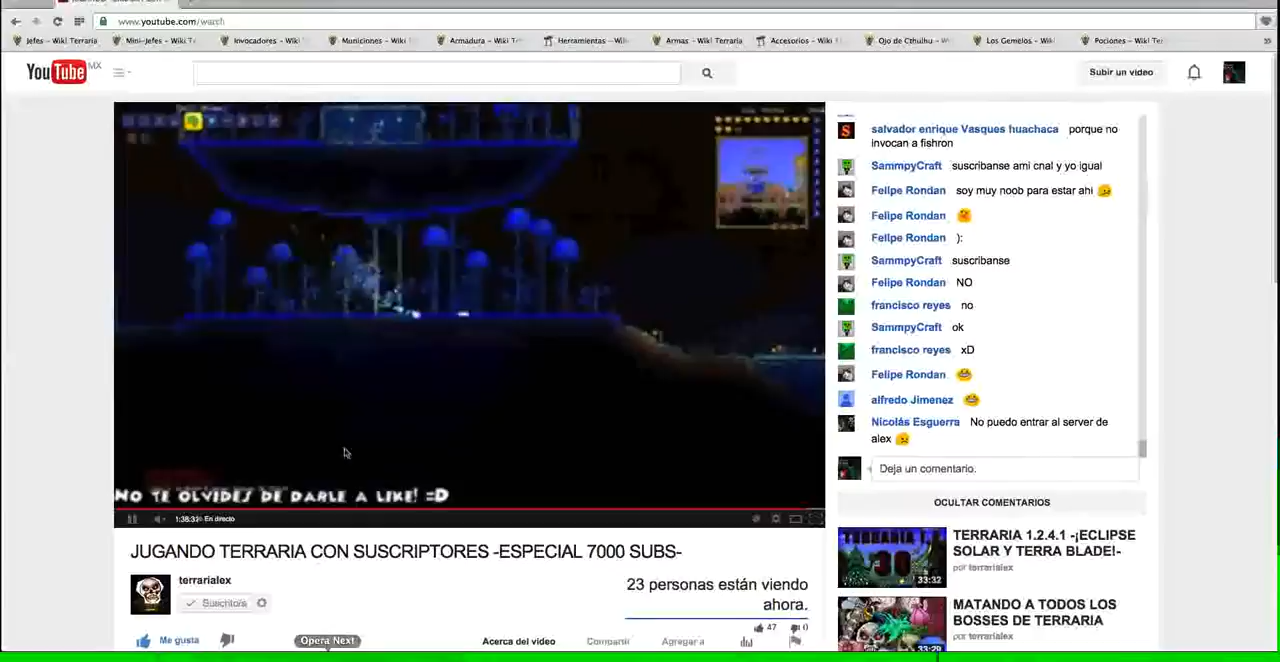 www.youtube.com/watch
Jefes – Wiki Terraria
Mini-Jefes – Wiki Te
Invocadores – Wiki
Municiones – Wiki T
Armadura – Wiki Te
Herramientas – Wiki
Armas – Wiki Terraria
Accesorios – Wiki
Ojo de Cthulhu – W
Los Gemelos – Wiki
Pociones – Wiki Ter
YouTube MX
Subir un video
salvador enrique Vasques huachaca porque no
invocan a fishron
SammpyCraft suscribanse ami cnal y yo igual
Felipe Rondan soy muy noob para estar ahi
Felipe Rondan
Felipe Rondan ):
SammpyCraft suscribanse
Felipe Rondan NO
francisco reyes no
SammpyCraft ok
francisco reyes xD
Felipe Rondan
alfredo Jimenez
Nicolás Esguerra No puedo entrar al server de
alex
Deja un comentario.
OCULTAR COMENTARIOS
NO TE OLVIDES DE DARLE A LIKE! =D
En directo
JUGANDO TERRARIA CON SUSCRIPTORES -ESPECIAL 7000 SUBS-
terrarialex
Suscrito/a
23 personas están viendo
ahora.
47 0
Me gusta
Opera Next
Acerca del video
Compartir
Agregar a
TERRARIA 1.2.4.1 -¡ECLIPSE
SOLAR Y TERRA BLADE!-
por terrarialex
33:32
MATANDO A TODOS LOS
BOSSES DE TERRARIA
por terrarialex
33:29